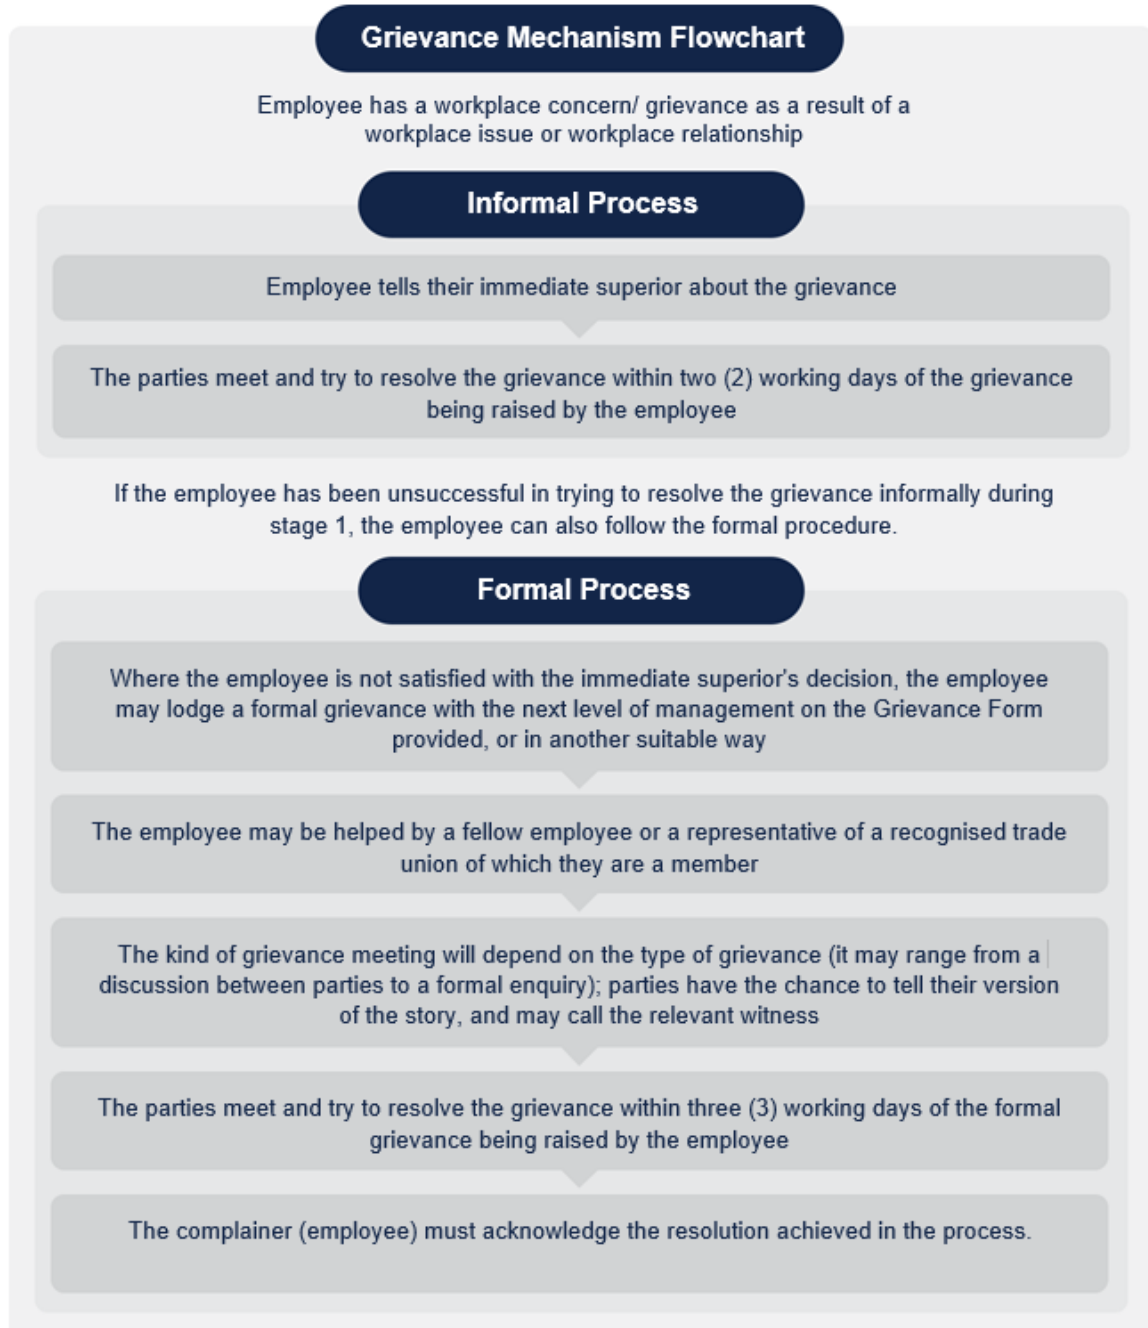 Grievance Mechanism Flowchart
Employee has a workplace concern/ grievance as a result of a
workplace issue or workplace relationship
Informal Process
Employee tells their immediate superior about the grievance
The parties meet and try to resolve the grievance within two (2) working days of the grievance
being raised by the employee
If the employee has been unsuccessful in trying to resolve the grievance informally during
stage 1, the employee can also follow the formal procedure.
Formal Process
Where the employee is not satisfied with the immediate superior's decision, the employee
may lodge a formal grievance with the next level of management on the Grievance Form
provided, or in another suitable way
The employee may be helped by a fellow employee or a representative of a recognised trade
union of which they are a member
The kind of grievance meeting will depend on the type of grievance (it may range from a
discussion between parties to a formal enquiry); parties have the chance to tell their version
of the story, and may call the relevant witness
The parties meet and try to resolve the grievance within three (3) working days of the formal
grievance being raised by the employee
The complainer (employee) must acknowledge the resolution achieved in the process.